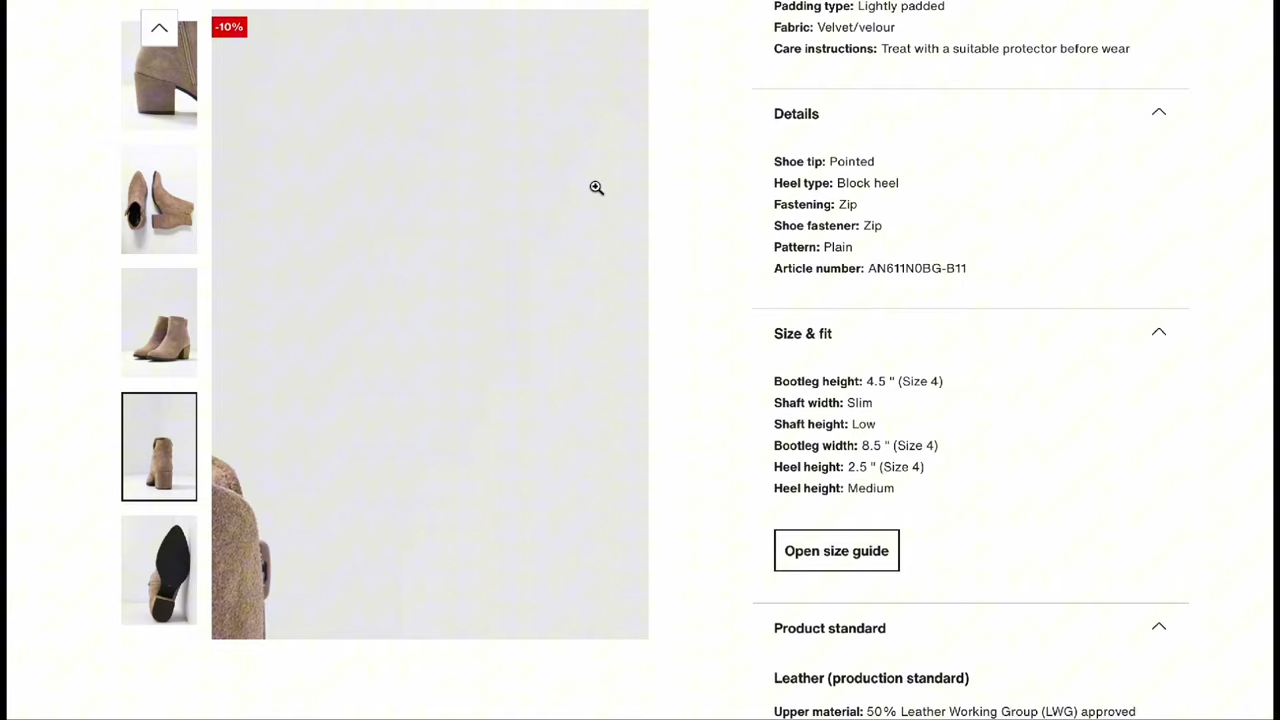 -10%
Padding type: Lightly padded
Fabric: Velvet/velour
Care instructions: Treat with a suitable protector before wear
Details
Shoe tip: Pointed
Heel type: Block heel
Fastening: Zip
Shoe fastener: Zip
Pattern: Plain
Article number: AN611N0BG-B11
Size & fit
Bootleg height: 4.5 " (Size 4)
Shaft width: Slim
Shaft height: Low
Bootleg width: 8.5 " (Size 4)
Heel height: 2.5 " (Size 4)
Heel height: Medium
Open size guide
Product standard
Leather (production standard)
Upper material: 50% Leather Working Group (LWG) approved